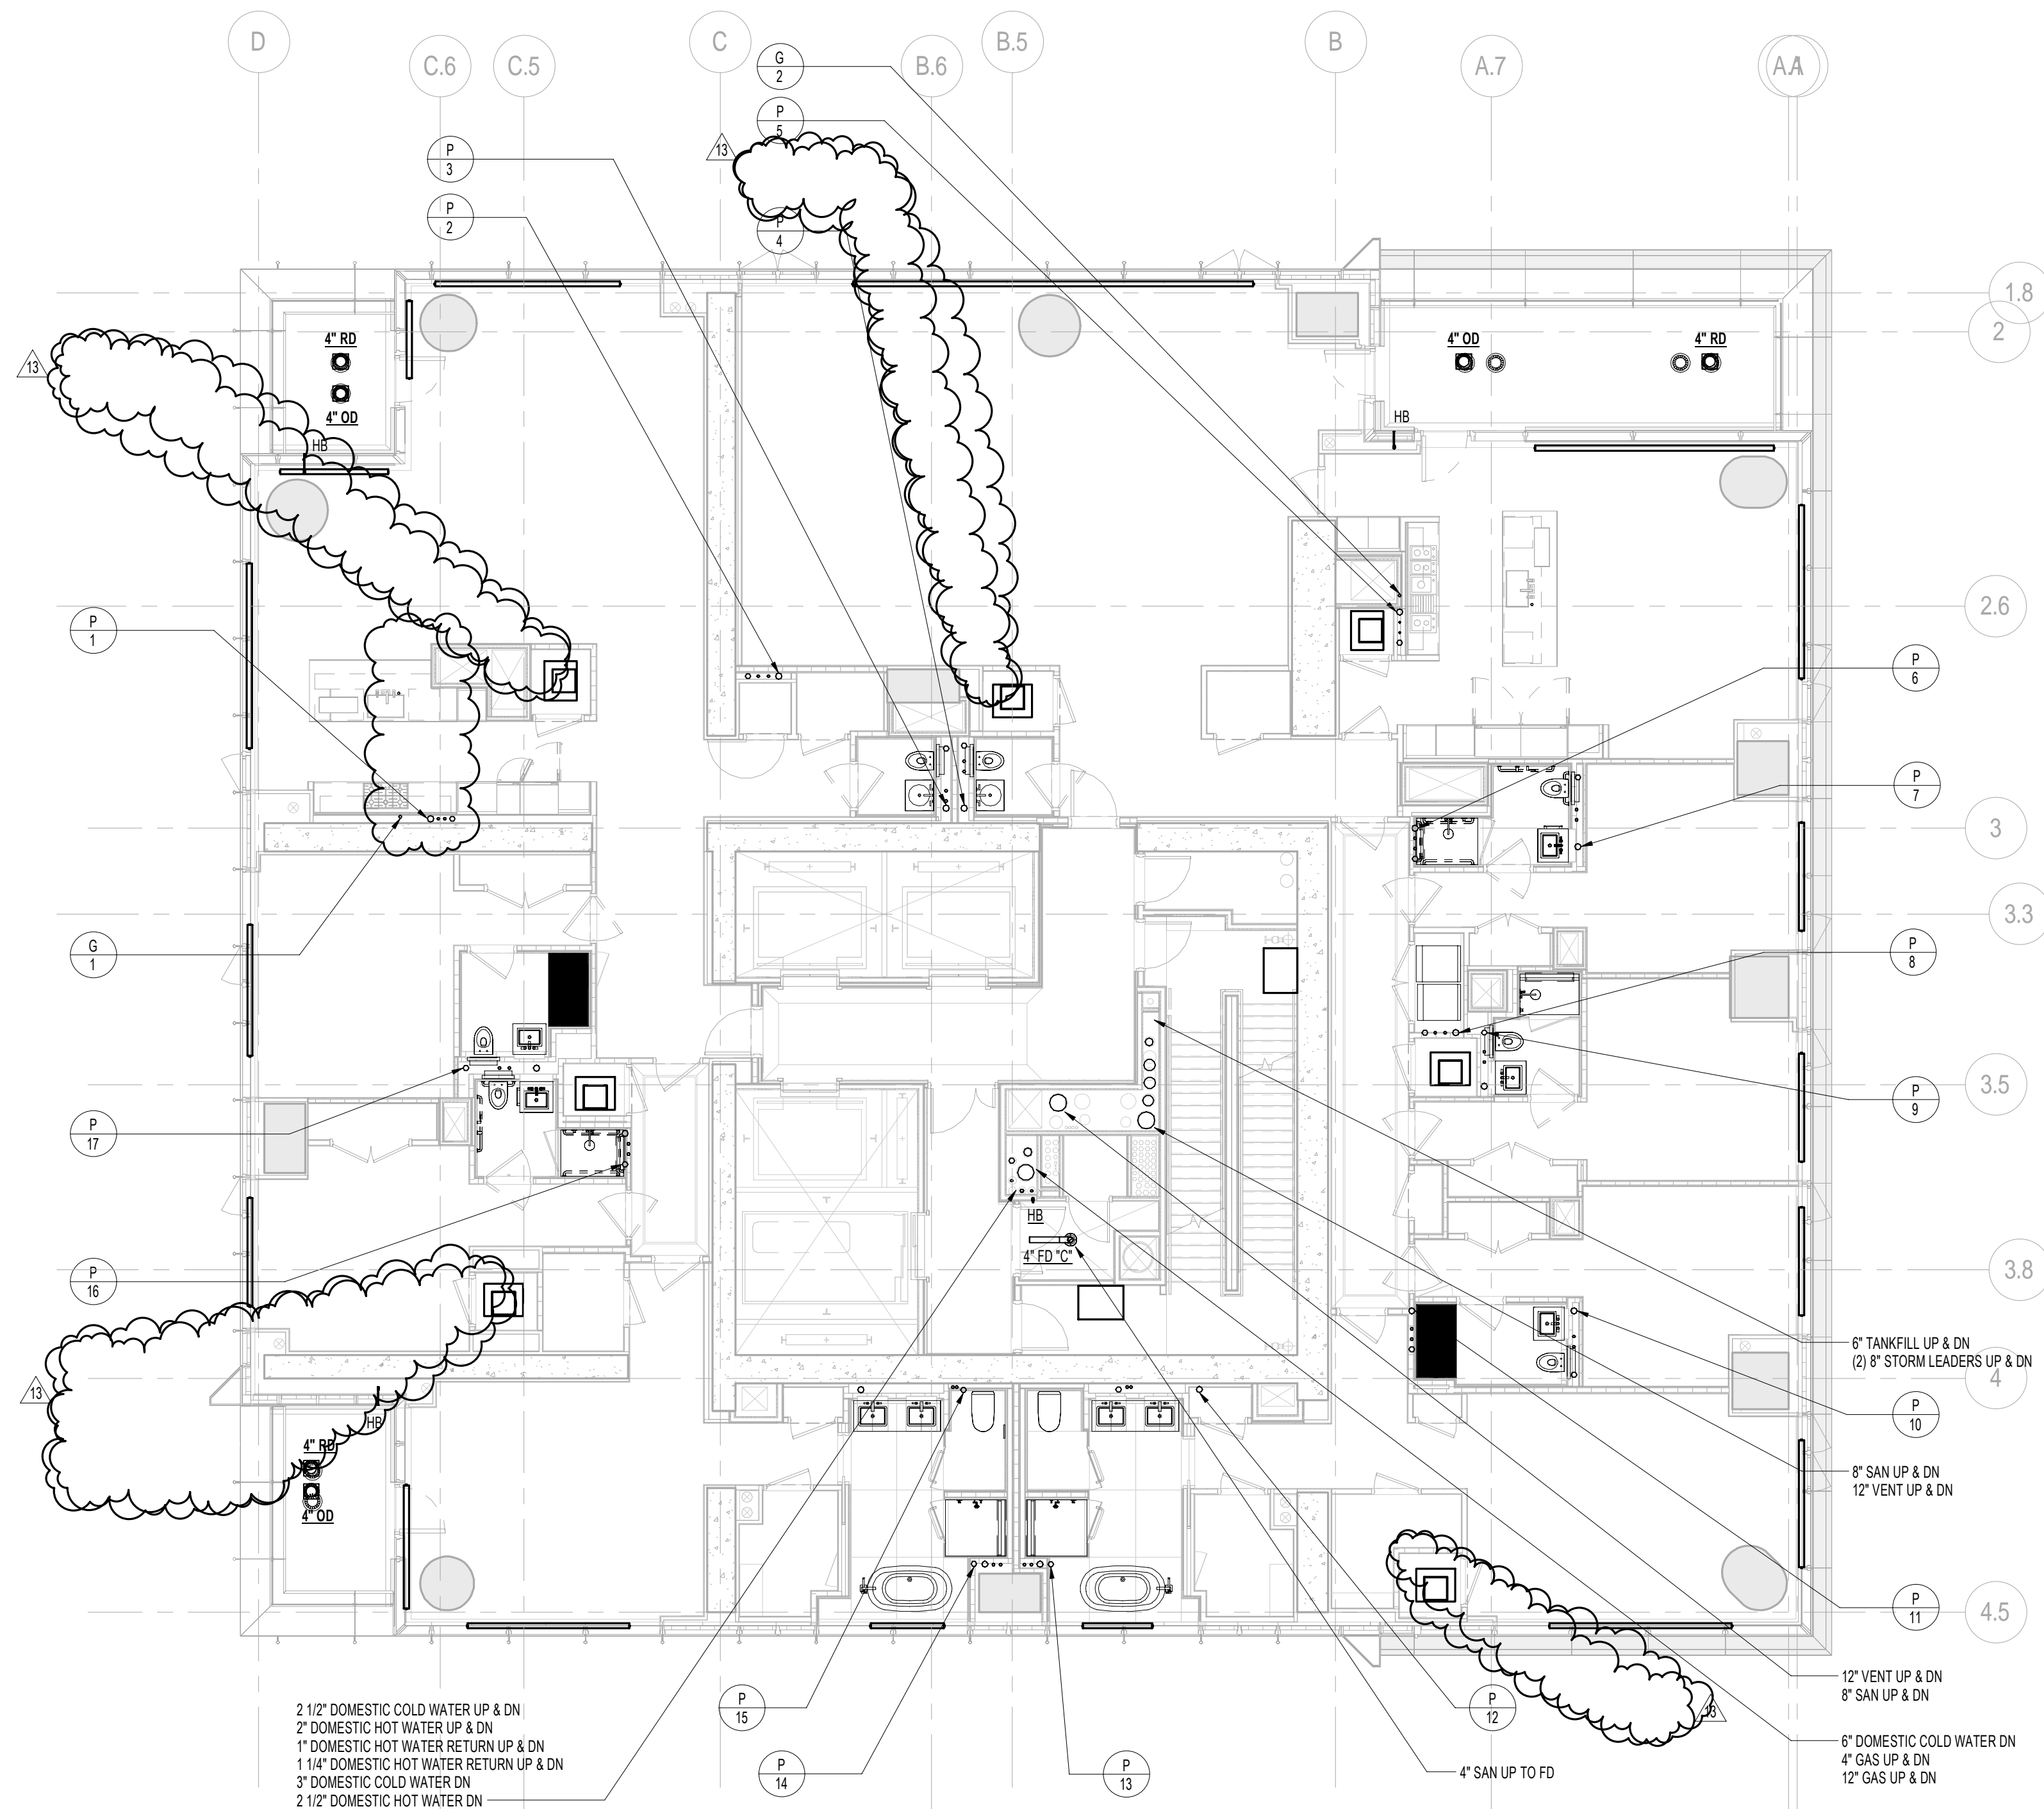 D
C.6
C.5
C
B.6
B.5
B
A.7
A.1
G
2
P
5
P
3
P
2
P
4
13
13
1.8
2
4" RD
4" OD
HB
4" OD
4" RD
HB
P
1
2.6
P
6
P
7
3
3.3
G
1
P
8
P
9
3.5
P
17
P
16
HB
4" FD "C"
3.8
13
6" TANKFILL UP & DN
(2) 8" STORM LEADERS UP & DN
4
P
10
HB
4" RD
4" OD
8" SAN UP & DN
12" VENT UP & DN
P
11
4.5
12" VENT UP & DN
8" SAN UP & DN
13
P
15
P
12
2 1/2" DOMESTIC COLD WATER UP & DN
2" DOMESTIC HOT WATER UP & DN
1" DOMESTIC HOT WATER RETURN UP & DN
1 1/4" DOMESTIC HOT WATER RETURN UP & DN
3" DOMESTIC COLD WATER DN
2 1/2" DOMESTIC HOT WATER DN
P
14
P
13
4" SAN UP TO FD
6" DOMESTIC COLD WATER DN
4" GAS UP & DN
12" GAS UP & DN